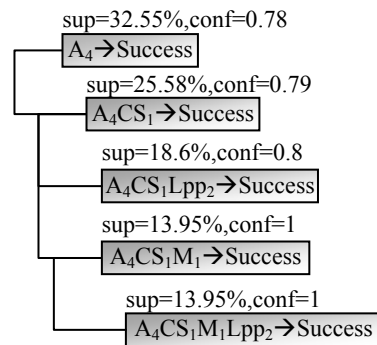 sup=32.55%,conf=0.78
A₄→Success
sup=25.58%,conf=0.79
A₄CS₁→Success
sup=18.6%,conf=0.8
A₄CS₁Lpp₂→Success
sup=13.95%,conf=1
A₄CS₁M₁→Success
sup=13.95%,conf=1
A₄CS₁M₁Lpp₂→Success